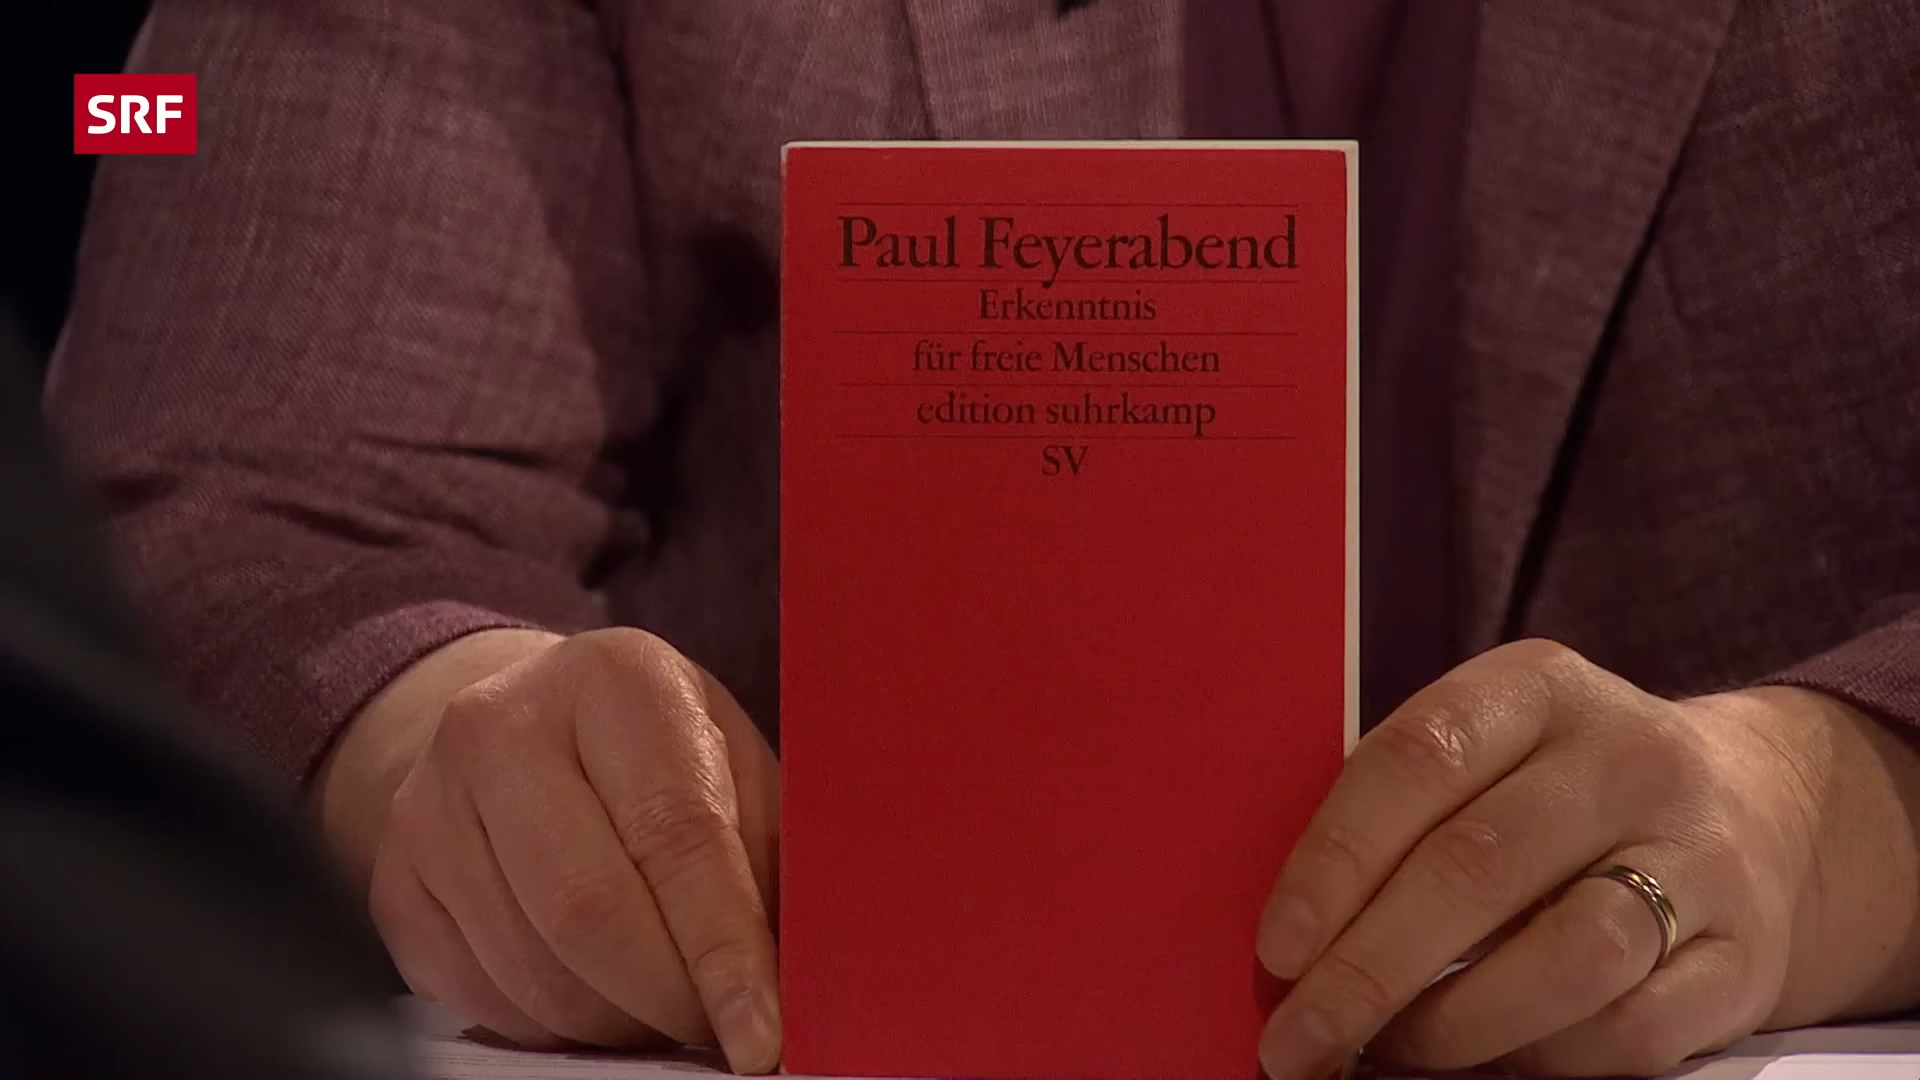 SRF
Paul Feyerabend
Erkenntnis
für freie Menschen
edition suhrkamp
SV